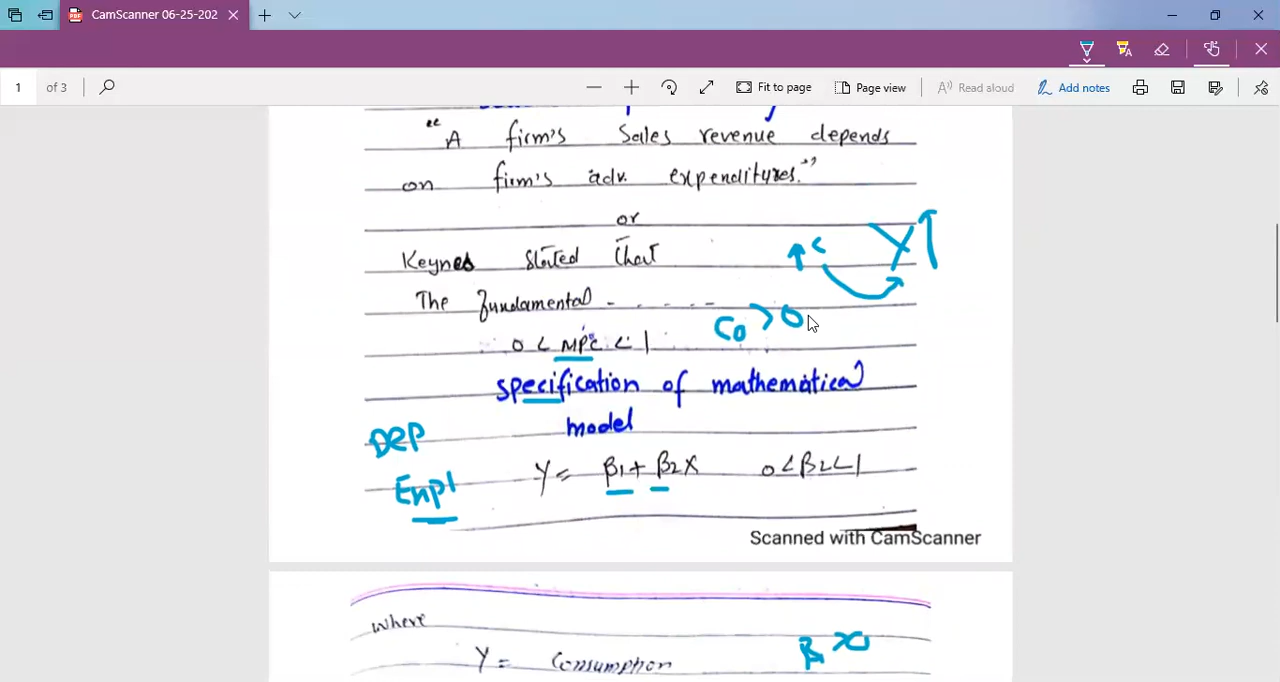 CamScanner 06-25-202
1 of 3
Fit to page
Page view
Read aloud
Add notes
"A firm's Sales revenue depends
on firm's adv. expenditures."
or
Keynes Stated That
The fundamental - - - - - -
↑ C Y ↑
0 < MPC < 1
C0 > 0
specification of mathematical
model
DEP
Y = β1 + β2X 0<β2<1
Expl
Scanned with CamScanner
Where
Y = Consumption